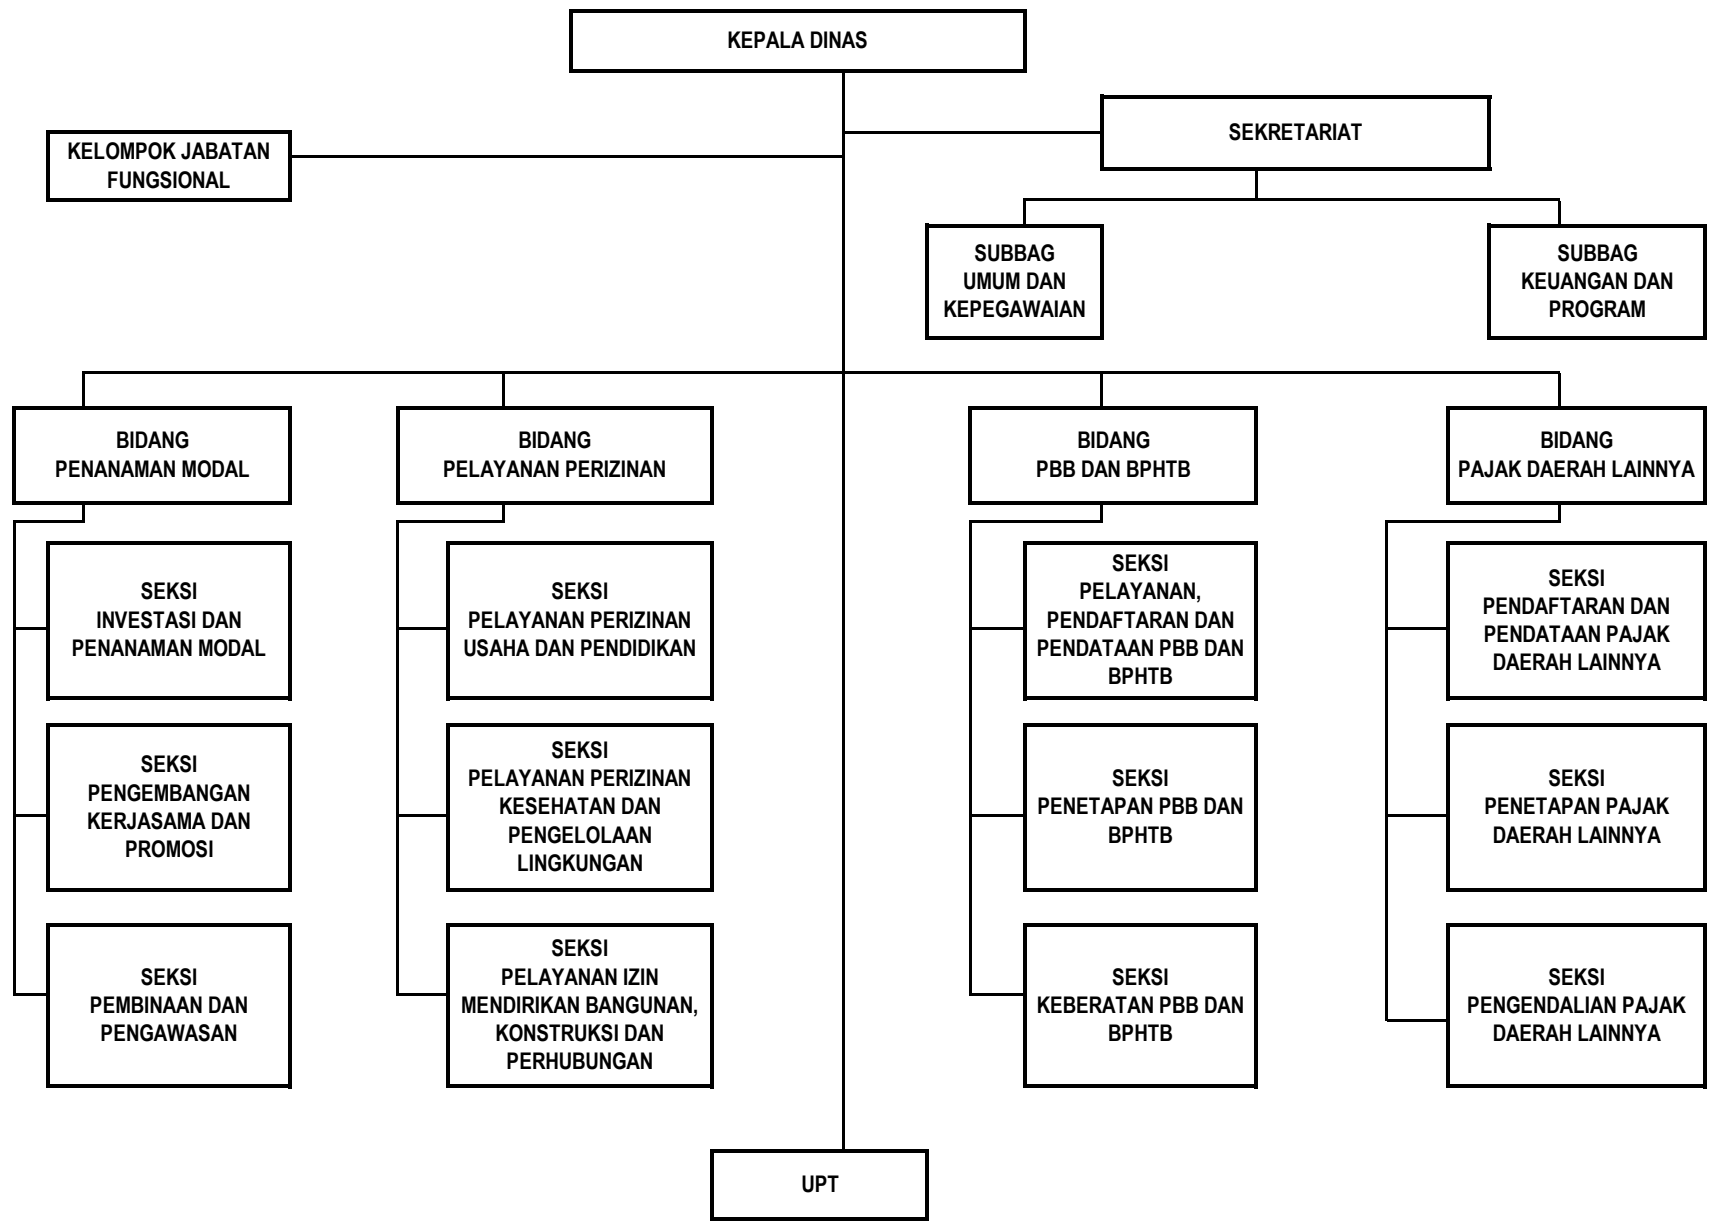 KEPALA DINAS
SEKRETARIAT
KELOMPOK JABATAN
FUNGSIONAL
SUBBAG
UMUM DAN
KEPEGAWAIAN
SUBBAG
KEUANGAN DAN
PROGRAM
BIDANG
PENANAMAN MODAL
BIDANG
PELAYANAN PERIZINAN
BIDANG
PBB DAN BPHTB
BIDANG
PAJAK DAERAH LAINNYA
SEKSI
INVESTASI DAN
PENANAMAN MODAL
SEKSI
PELAYANAN PERIZINAN
USAHA DAN PENDIDIKAN
SEKSI
PELAYANAN,
PENDAFTARAN DAN
PENDATAAN PBB DAN
BPHTB
SEKSI
PENDAFTARAN DAN
PENDATAAN PAJAK
DAERAH LAINNYA
SEKSI
PENGEMBANGAN
KERJASAMA DAN
PROMOSI
SEKSI
PELAYANAN PERIZINAN
KESEHATAN DAN
PENGELOLAAN
LINGKUNGAN
SEKSI
PENETAPAN PBB DAN
BPHTB
SEKSI
PENETAPAN PAJAK
DAERAH LAINNYA
SEKSI
PEMBINAAN DAN
PENGAWASAN
SEKSI
PELAYANAN IZIN
MENDIRIKAN BANGUNAN,
KONSTRUKSI DAN
PERHUBUNGAN
SEKSI
KEBERATAN PBB DAN
BPHTB
SEKSI
PENGENDALIAN PAJAK
DAERAH LAINNYA
UPT